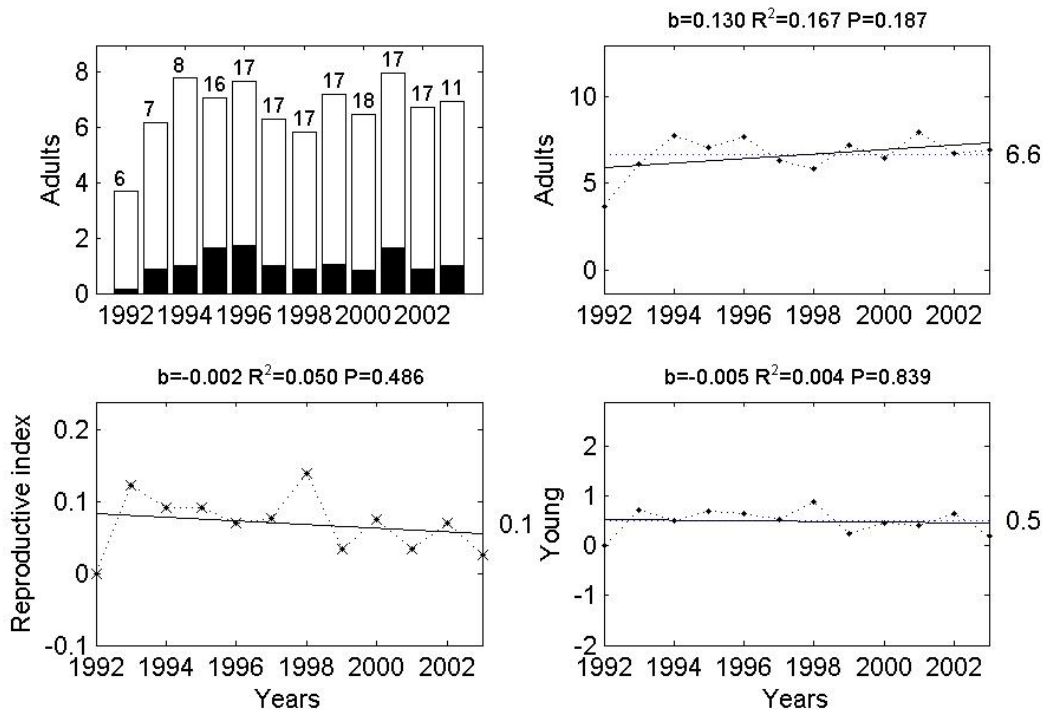 b=0.130 R²=0.167 P=0.187
8
6
4
2
0
Adults
6
7
8
16
17
17
17
17
18
17
17
11
1992 1994 1996 1998 2000 2002
10
5
0
Adults
6.6
1992 1994 1996 1998 2000 2002
b=-0.002 R²=0.050 P=0.486
0.2
0.1
0
-0.1
Reproductive index
0.1
1992 1994 1996 1998 2000 2002
Years
b=-0.005 R²=0.004 P=0.839
2
1
0
-1
-2
Young
0.5
1992 1994 1996 1998 2000 2002
Years